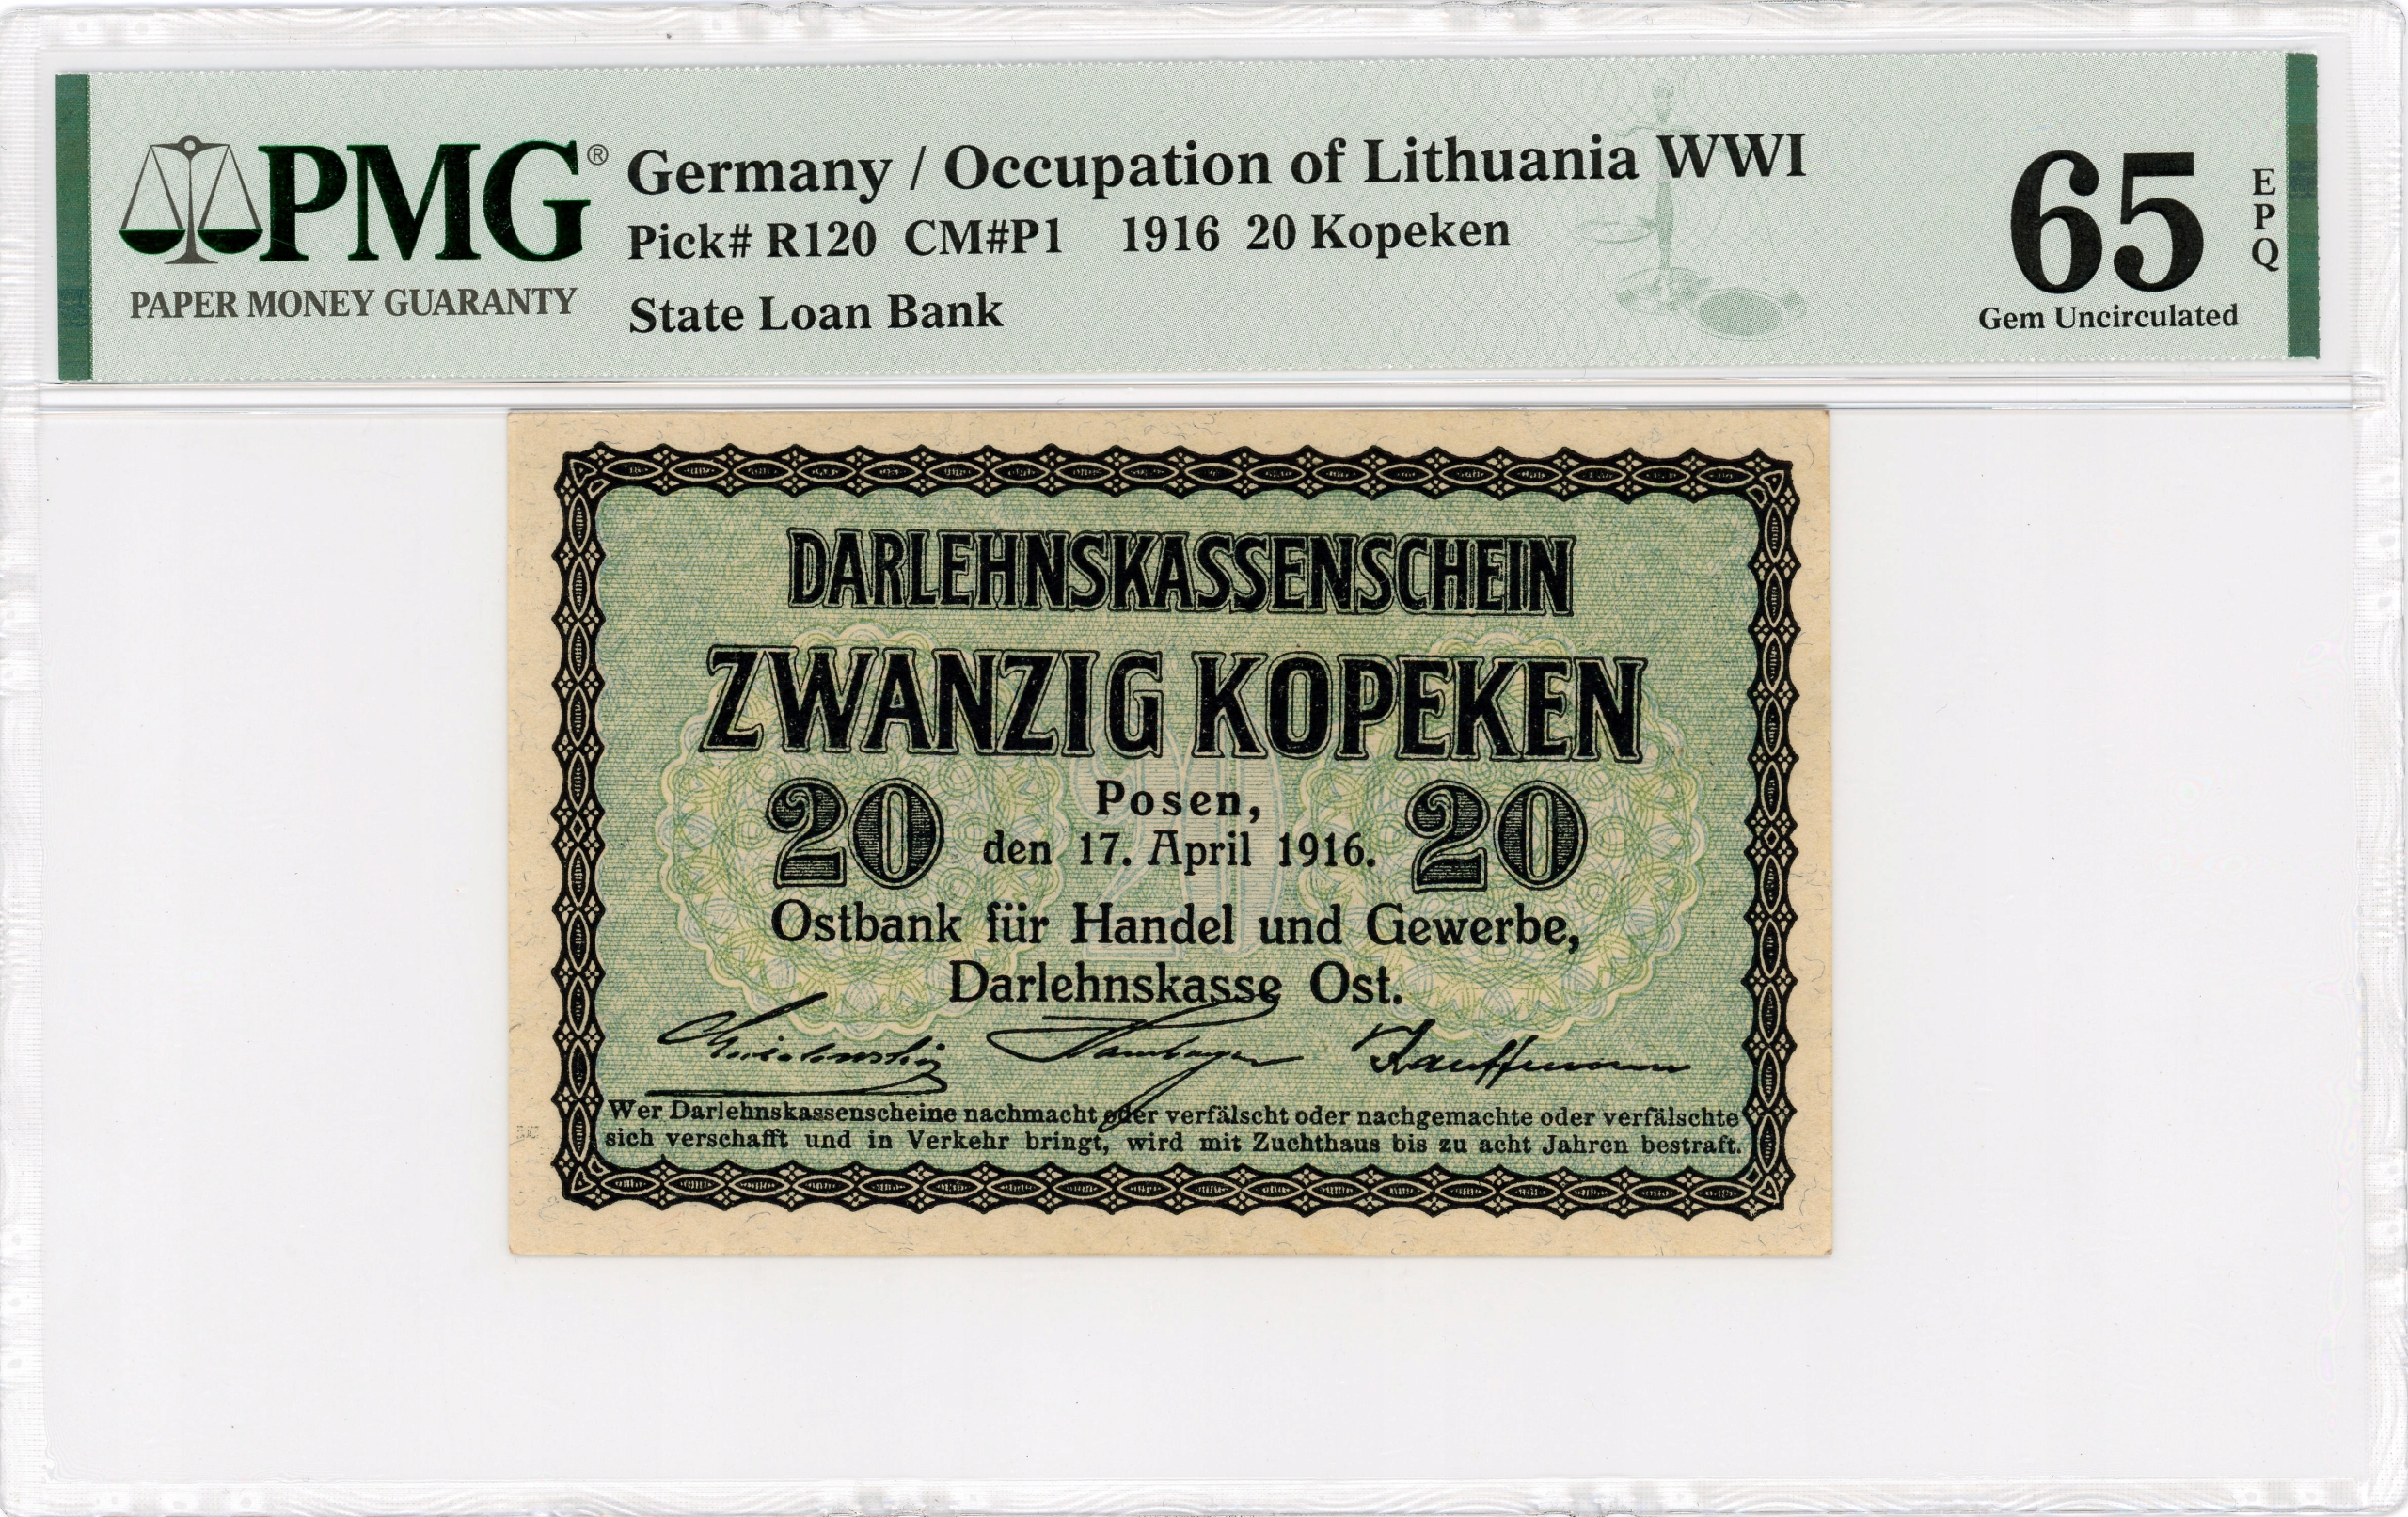 PMG®
PAPER MONEY GUARANTY
Germany / Occupation of Lithuania WWI
Pick# R120 CM#P1 1916 20 Kopeken
State Loan Bank
65
EPQ
Gem Uncirculated
DARLEHNSKASSENSCHEIN
ZWANZIG KOPEKEN
20 20
Posen,
den 17. April 1916.
Ostbank für Handel und Gewerbe,
Darlehnskasse Ost.
Kauffmann
Wer Darlehnskassenscheine nachmacht oder verfälscht oder nachgemachte oder verfälschte
sich verschafft und in Verkehr bringt, wird mit Zuchthaus bis zu acht Jahren bestraft.